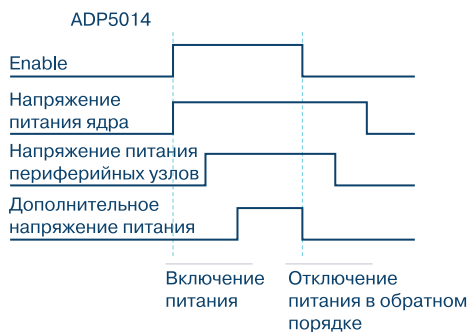 ADP5014
Enable
Напряжение
питания ядра
Напряжение питания
периферийных узлов
Дополнительное
напряжение питания
Включение
питания
Отключение
питания в обратном
порядке